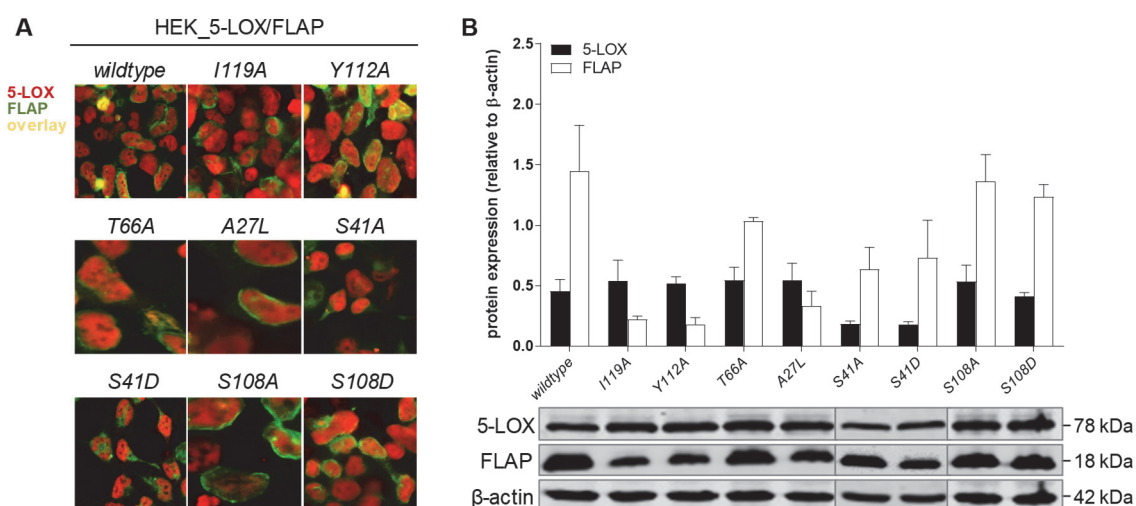 A
HEK_5-LOX/FLAP
wildtype I119A Y112A
5-LOX
FLAP
overlay
T66A A27L S41A
S41D S108A S108D
B
5-LOX
FLAP
protein expression (relative to β-actin)
2.5
2.0
1.5
1.0
0.5
0.0
wildtype I119A Y112A T66A A27L S41A S41D S108A S108D
5-LOX 78 kDa
FLAP 18 kDa
β-actin 42 kDa